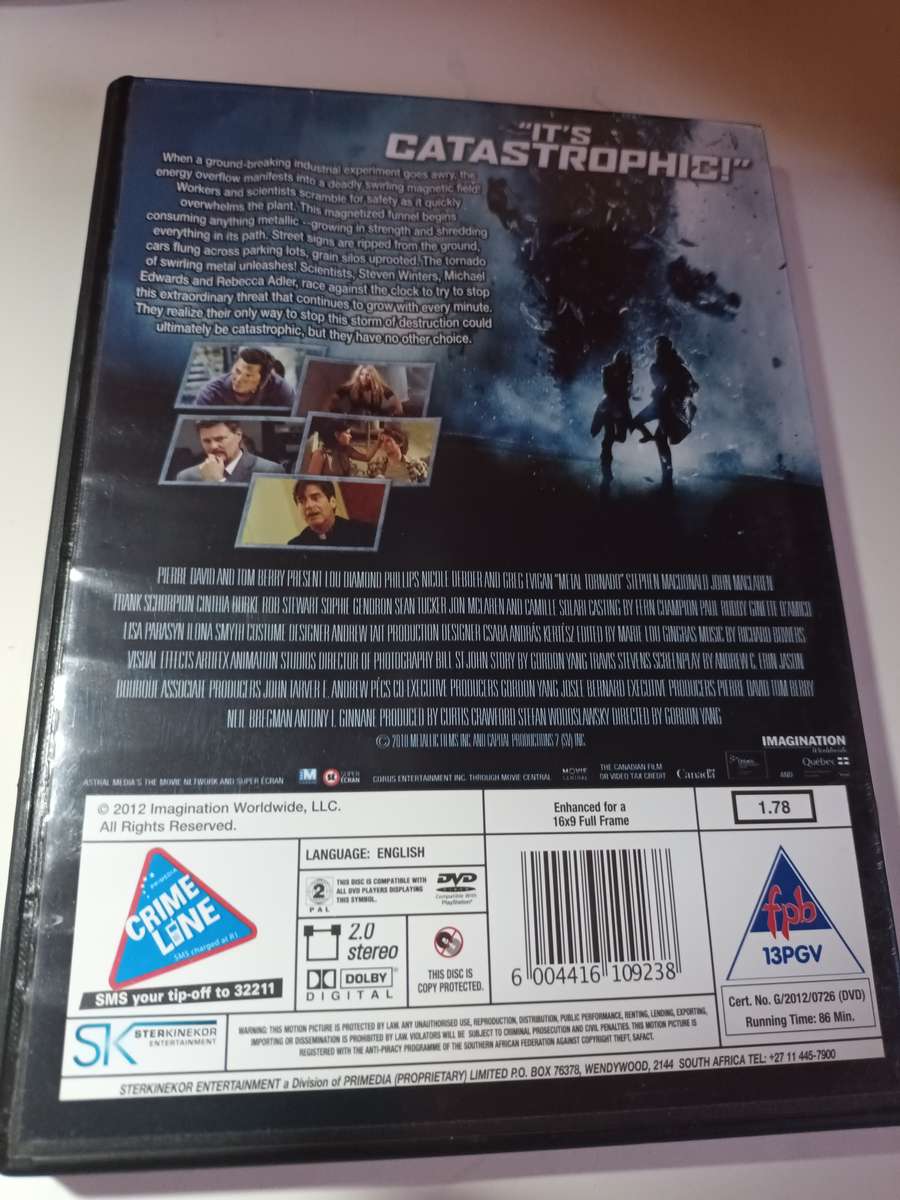 "IT'S
CATASTROPHIC!"
When a ground-breaking industrial experiment goes awry, the
energy overflow manifests into a deadly swirling magnetic field!
Workers and scientists scramble for safety as it quickly
overwhelms the plant. This magnetized funnel begins
consuming anything metallic - growing in strength and shredding
everything in its path. Street signs are ripped from the ground,
cars flung across parking lots, grain silos uprooted. The tornado
of swirling metal unleashes! Scientists, Steven Winters, Michael
Edwards and Rebecca Adler, race against the clock to try to stop
this extraordinary threat that continues to grow with every minute.
They realize their only way to stop this storm of destruction could
ultimately be catastrophic, but they have no other choice.
PIERRE DAVID AND TOM BERRY PRESENT LOU DIAMOND PHILLIPS NICOLE DEBOER AND GREG EVIGAN "METAL TORNADO" STEPHEN MACDONALD JOHN MACLAREN
FRANK SCHORPION CINTHIA BURKE ROB STEWART SOPHIE GENDRON SEAN TUCKER JON MCLAREN AND CAMILLE SOLARI CASTING BY FERN CHAMPION PAUL RUDDY GINETTE D'AMICO
LISA PARASYN ILONA SMYTH COSTUME DESIGNER ANDREW TAIT PRODUCTION DESIGNER CSABA ANDRÁS KERTÉSZ EDITED BY MARIE LOU GINGRAS MUSIC BY RICHARD BOWERS
VISUAL EFFECTS ARTIFEX ANIMATION STUDIOS DIRECTOR OF PHOTOGRAPHY BILL ST JOHN STORY BY GORDON YANG TRAVIS STEVENS SCREENPLAY BY ANDREW C. ERIN JASON
BOURQUE ASSOCIATE PRODUCERS JOHN TARVER E. ANDREW PÉCS CO EXECUTIVE PRODUCERS GORDON YANG JOSEE BERNARD EXECUTIVE PRODUCERS PIERRE DAVID TOM BERRY
NEIL BREGMAN ANTONY I. GINNANE PRODUCED BY CURTIS CRAWFORD STEFAN WODOSLAWSKY DIRECTED BY GORDON YANG
© 2010 METALLIC FILMS INC AND CAPITAL PRODUCTIONS 2 (SV) INC.
IMAGINATION
Worldwide
ASTRAL MEDIA'S THE MOVIE NETWORK AND SUPER ÉCRAN
M
SÉ SUPER ÉCRAN
CORUS ENTERTAINMENT INC. THROUGH MOVIE CENTRAL
MOVIE CENTRAL
THE CANADIAN FILM
OR VIDEO TAX CREDIT
Canada
AND
Québec
© 2012 Imagination Worldwide, LLC.
All Rights Reserved.
Enhanced for a
16x9 Full Frame
1.78
PRIMEDIA
CRIME
LINE
SMS charged at R1
SMS your tip-off to 32211
LANGUAGE: ENGLISH
2
PAL
THIS DISC IS COMPATIBLE WITH
ALL DVD PLAYERS DISPLAYING
THIS SYMBOL.
DVD
VIDEO
Compatible With
PlayStation
2.0
stereo
DOLBY
DIGITAL
THIS DISC IS
COPY PROTECTED.
6 004416 109238
fpb
13PGV
Cert. No. G/2012/0726 (DVD)
Running Time: 86 Min.
SK STERKINEKOR
ENTERTAINMENT
WARNING: THIS MOTION PICTURE IS PROTECTED BY LAW. ANY UNAUTHORISED USE, REPRODUCTION, DISTRIBUTION, PUBLIC PERFORMANCE, RENTING, LENDING, EXPORTING,
IMPORTING OR DISSEMINATION IS PROHIBITED BY LAW. VIOLATORS WILL BE SUBJECT TO CRIMINAL PROSECUTION AND CIVIL PENALTIES. THIS MOTION PICTURE IS
REGISTERED WITH THE ANTI-PIRACY PROGRAMME OF THE SOUTHERN AFRICAN FEDERATION AGAINST COPYRIGHT THEFT, SAFACT.
STERKINEKOR ENTERTAINMENT a Division of PRIMEDIA (PROPRIETARY) LIMITED P.O. BOX 76378, WENDYWOOD, 2144 SOUTH AFRICA TEL: +27 11 445-7900